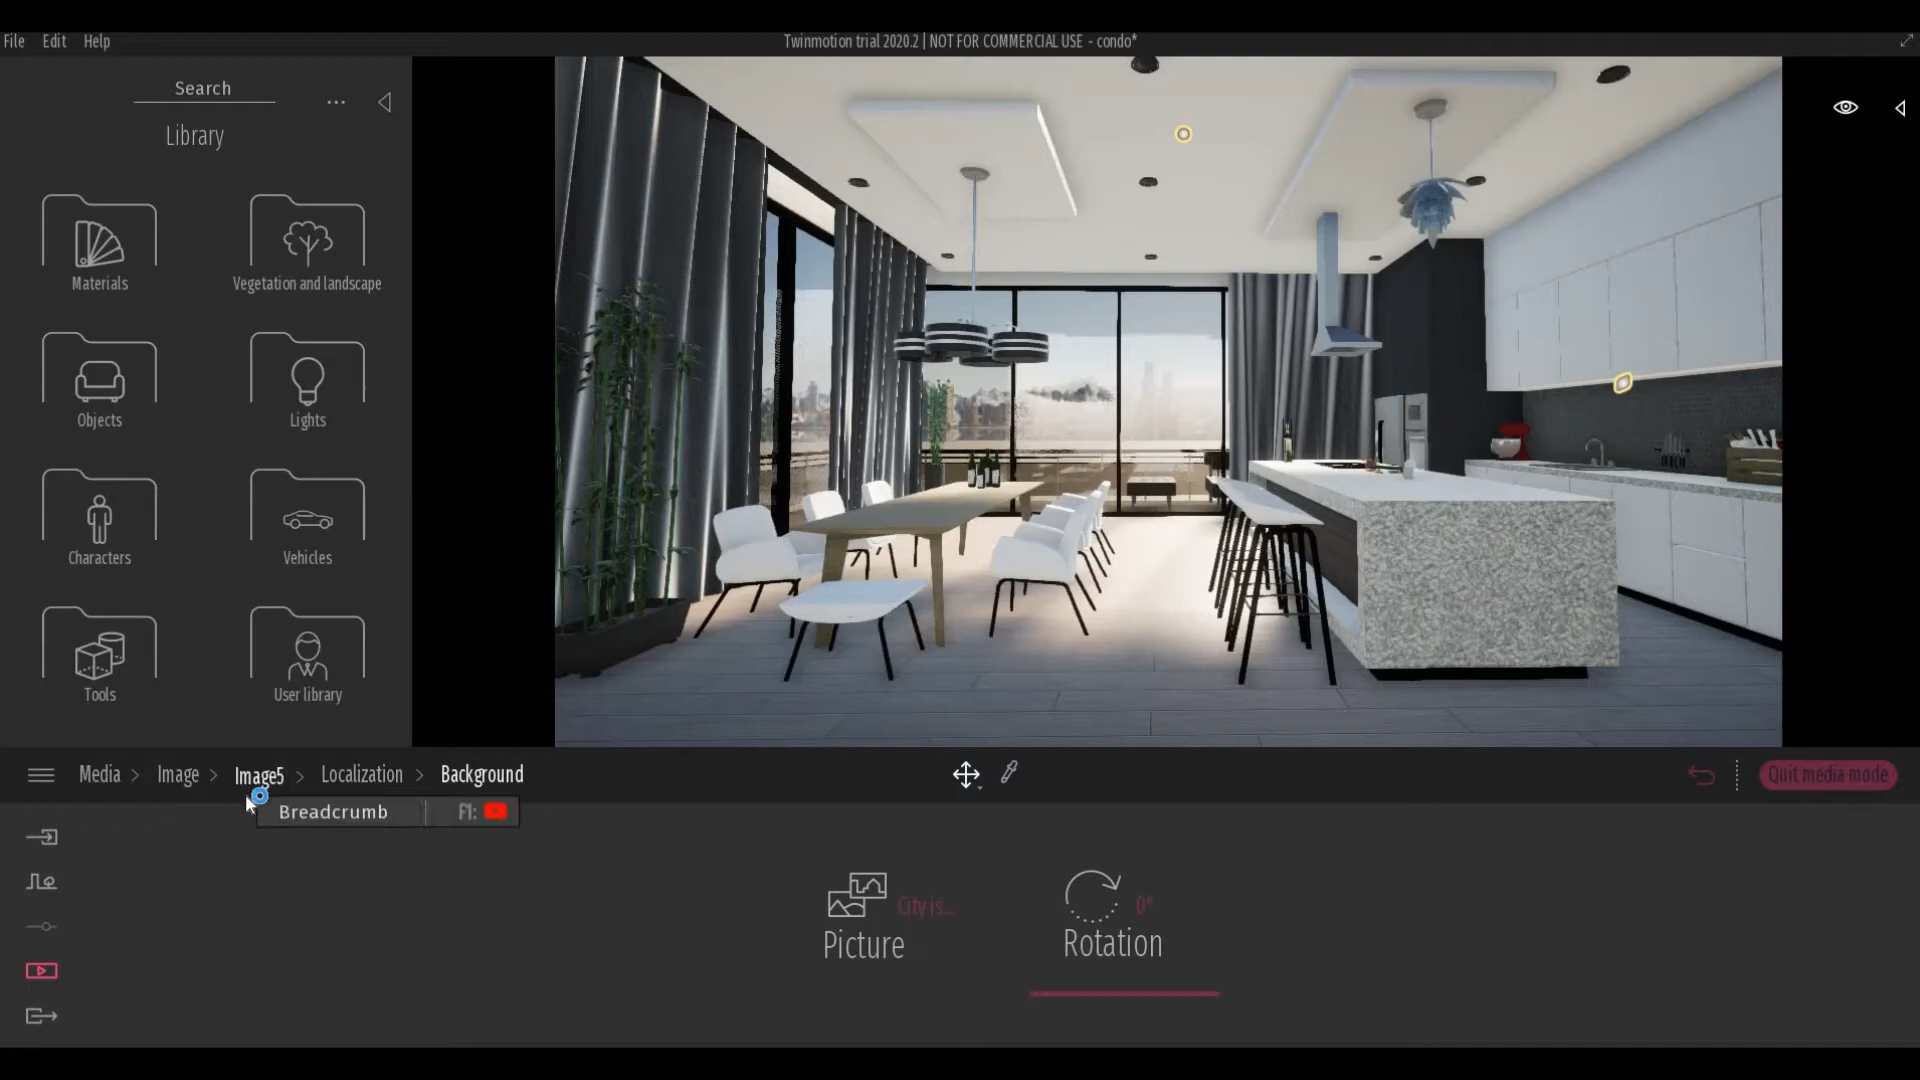 File Edit Help
Twinmotion trial 2020.2 | NOT FOR COMMERCIAL USE - condo*
Search
Library
Materials
Vegetation and landscape
Objects
Lights
Characters
Vehicles
Tools
User library
Media > Image > Image5 > Localization > Background
Quit media mode
Breadcrumb
F1:
City is...
Picture
0°
Rotation